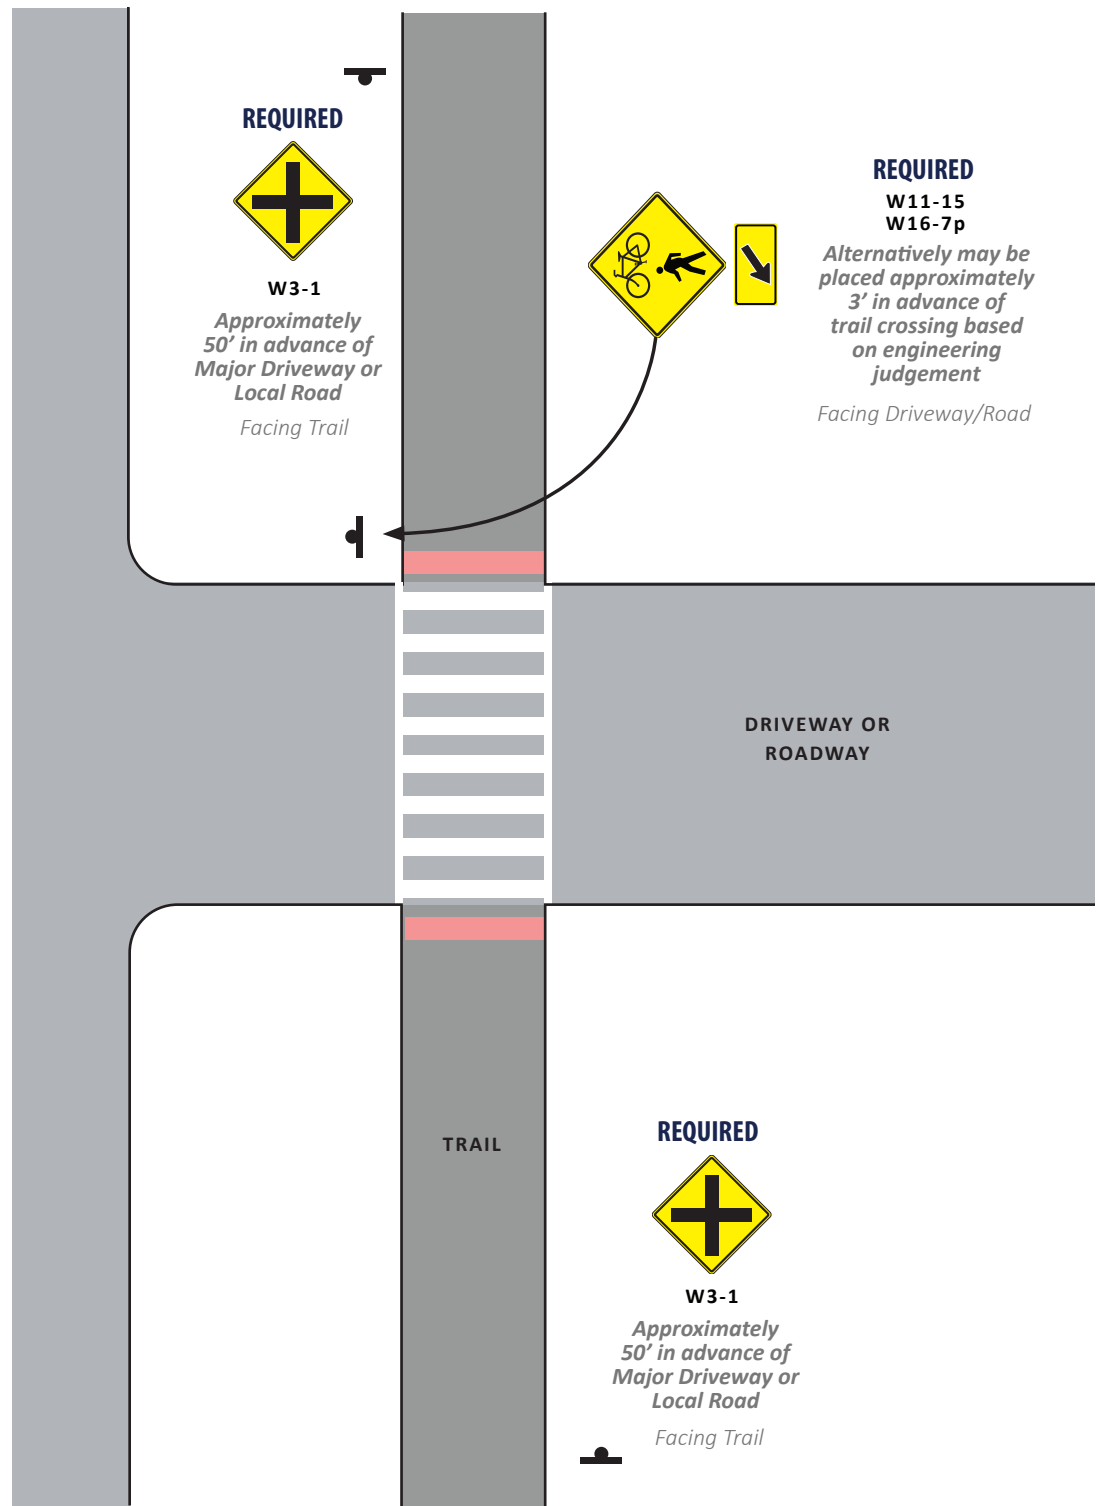 REQUIRED
W3-1
Approximately
50’ in advance of
Major Driveway or
Local Road
Facing Trail
REQUIRED
W11-15
W16-7p
Alternatively may be
placed approximately
3’ in advance of
trail crossing based
on engineering
judgement
Facing Driveway/Road
DRIVEWAY OR
ROADWAY
TRAIL
REQUIRED
W3-1
Approximately
50’ in advance of
Major Driveway or
Local Road
Facing Trail